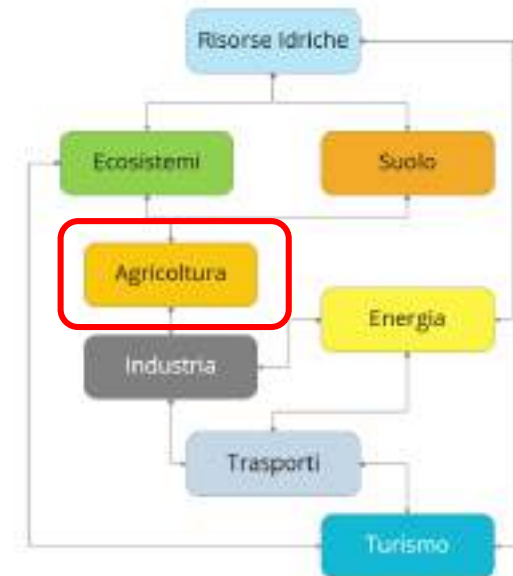 Risorse Idriche
Ecosistemi
Suolo
Agricoltura
Energia
Industria
Trasporti
Turismo